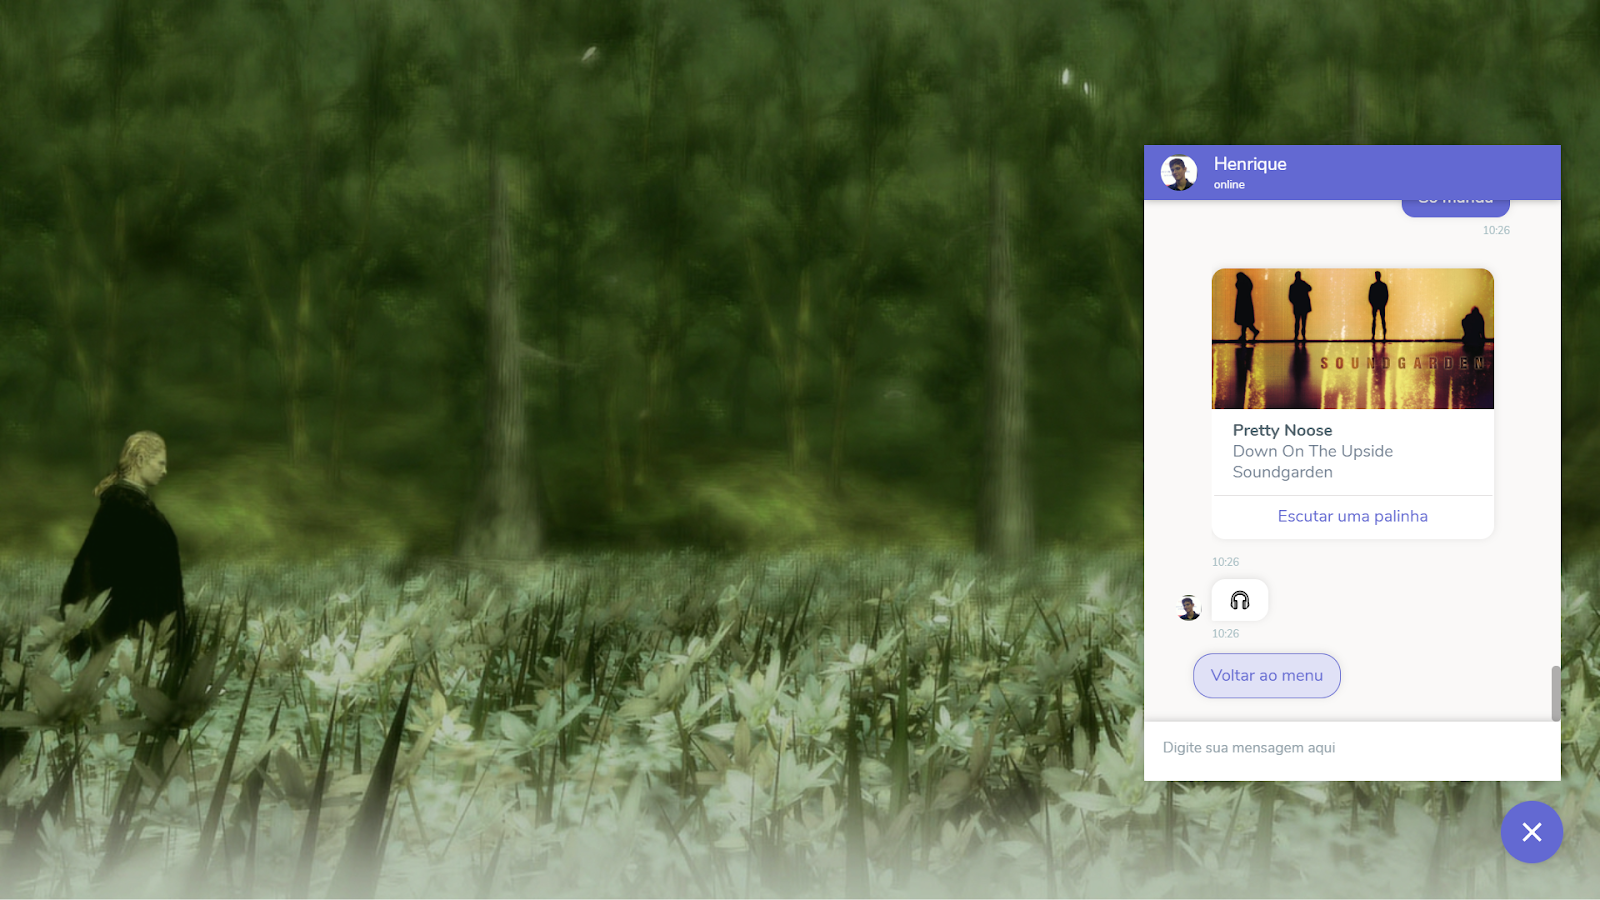 Henrique
online
10:26
SOUNDGARDEN
Pretty Noose
Down On The Upside
Soundgarden
Escutar uma palinha
10:26
10:26
Voltar ao menu
Digite sua mensagem aqui